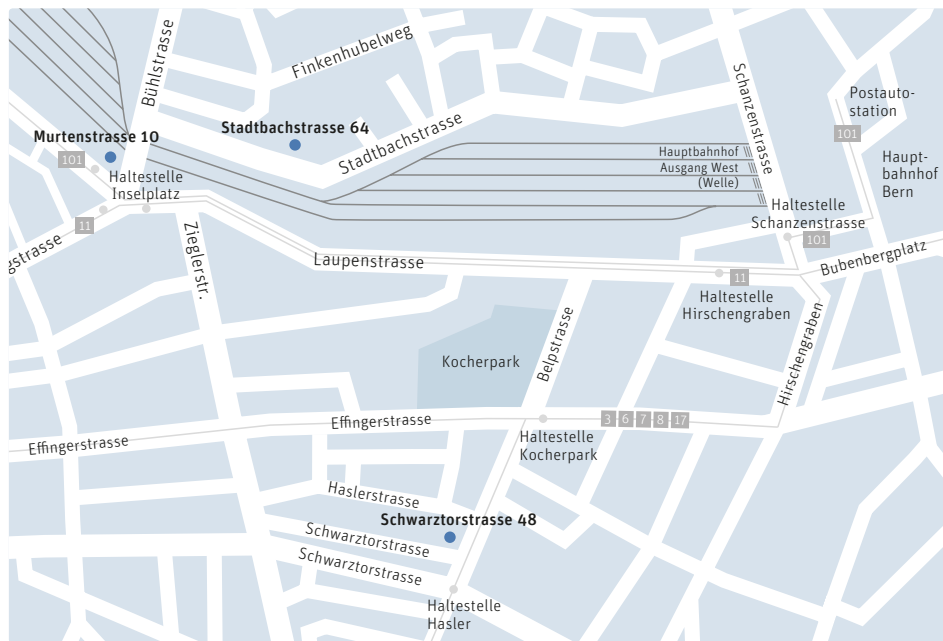 Bühlstrasse
Finkenhubelweg
Schanzenstrasse
Postauto-
station
101
Murtenstrasse 10
Stadtbachstrasse 64
Stadtbachstrasse
Hauptbahnhof
Ausgang West
(Welle)
Haupt-
bahnhof
Bern
101
Haltestelle
Inselplatz
11
Haltestelle
Schanzenstrasse
101
gstrasse
Zieglerstr.
Laupenstrasse
Bubenbergplatz
11
Haltestelle
Hirschengraben
Hirschengraben
Kocherpark
Belpstrasse
Effingerstrasse
Effingerstrasse
3 6 7 8 17
Haltestelle
Kocherpark
Haslerstrasse
Schwarztorstrasse 48
Schwarztorstrasse
Schwarztorstrasse
Haltestelle
Hasler